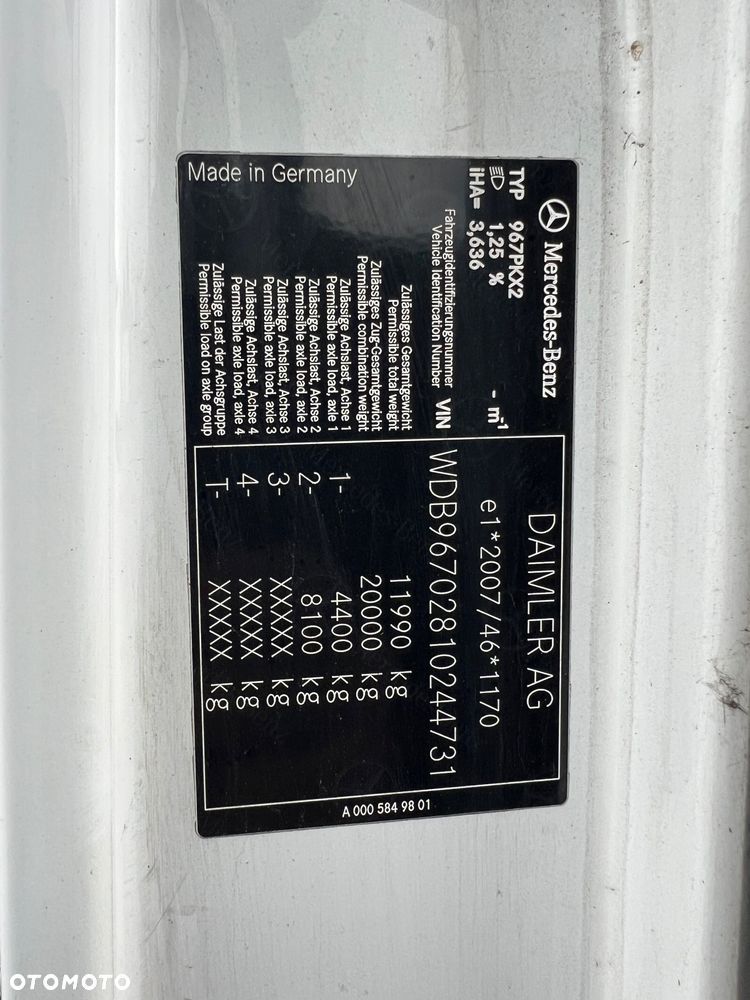 Mercedes-Benz
TYP 967PKX2
1,25 % - m⁻¹
iHA= 3,636
DAIMLER AG
e1*2007/46*1170
Fahrzeugidentifizierungsnummer
Vehicle Identification Number VIN WDB96702810244731
Zulässiges Gesamtgewicht
Permissible total weight 11990 kg
Zulässiges Zug-Gesamtgewicht
Permissible combination weight 20000 kg
Zulässige Achslast, Achse 1
Permissible axle load, axle 1 1- 4400 kg
Zulässige Achslast, Achse 2
Permissible axle load, axle 2 2- 8100 kg
Zulässige Achslast, Achse 3
Permissible axle load, axle 3 3- XXXXX kg
Zulässige Achslast, Achse 4
Permissible axle load, axle 4 4- XXXXX kg
Zulässige Last der Achsgruppe
Permissible load on axle group T- XXXXX kg
Made in Germany
A 000 584 98 01
OTOMOTO